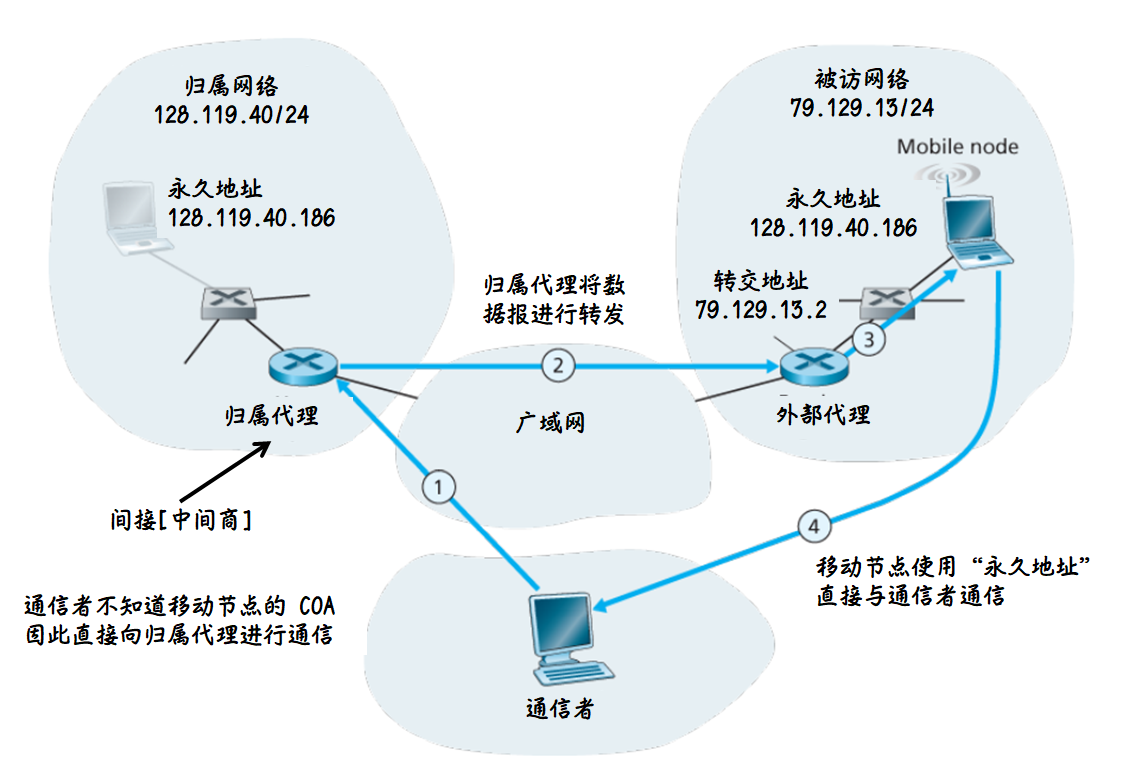 归属网络
128.119.40/24
被访网络
79.129.13/24
Mobile node
永久地址
128.119.40.186
永久地址
128.119.40.186
归属代理将数
据报进行转发
转交地址
79.129.13.2
3
2
归属代理
广域网
外部代理
1
间接[中间商]
4
移动节点使用“永久地址”
直接与通信者通信
通信者不知道移动节点的 COA
因此直接向归属代理进行通信
通信者